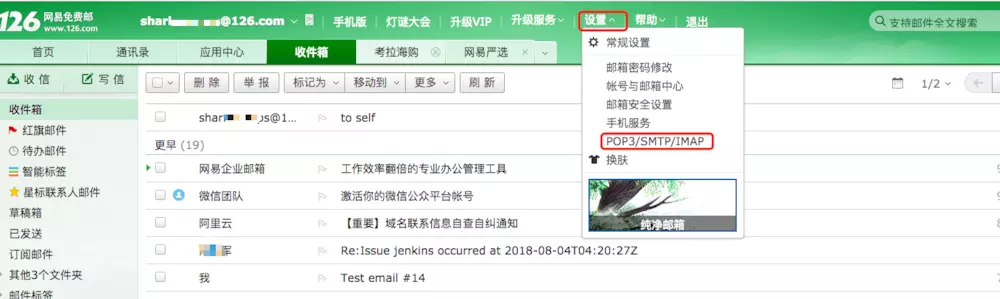 126 网易免费邮
www.126.com
@126.com 手机版 灯谜大会 升级VIP 升级服务 设置 帮助 退出
支持邮件全文搜索
首页 通讯录 应用中心 收件箱 考拉海购 网易严选
收信 写信
删除 举报 标记为 移动到 更多 刷新
1/2
收件箱
红旗邮件
待办邮件
智能标签
星标联系人邮件
草稿箱
已发送
订阅邮件
其他3个文件夹
邮件标签
to self
更早 (19)
网易企业邮箱 工作效率翻倍的专业办公管理工具
微信团队 激活你的微信公众平台帐号
阿里云 【重要】域名联系信息自查自纠通知
军 Re:Issue jenkins occurred at 2018-08-04T04:20:27Z
我 Test email #14
常规设置
邮箱密码修改
帐号与邮箱中心
邮箱安全设置
手机服务
POP3/SMTP/IMAP
换肤
纯净邮箱